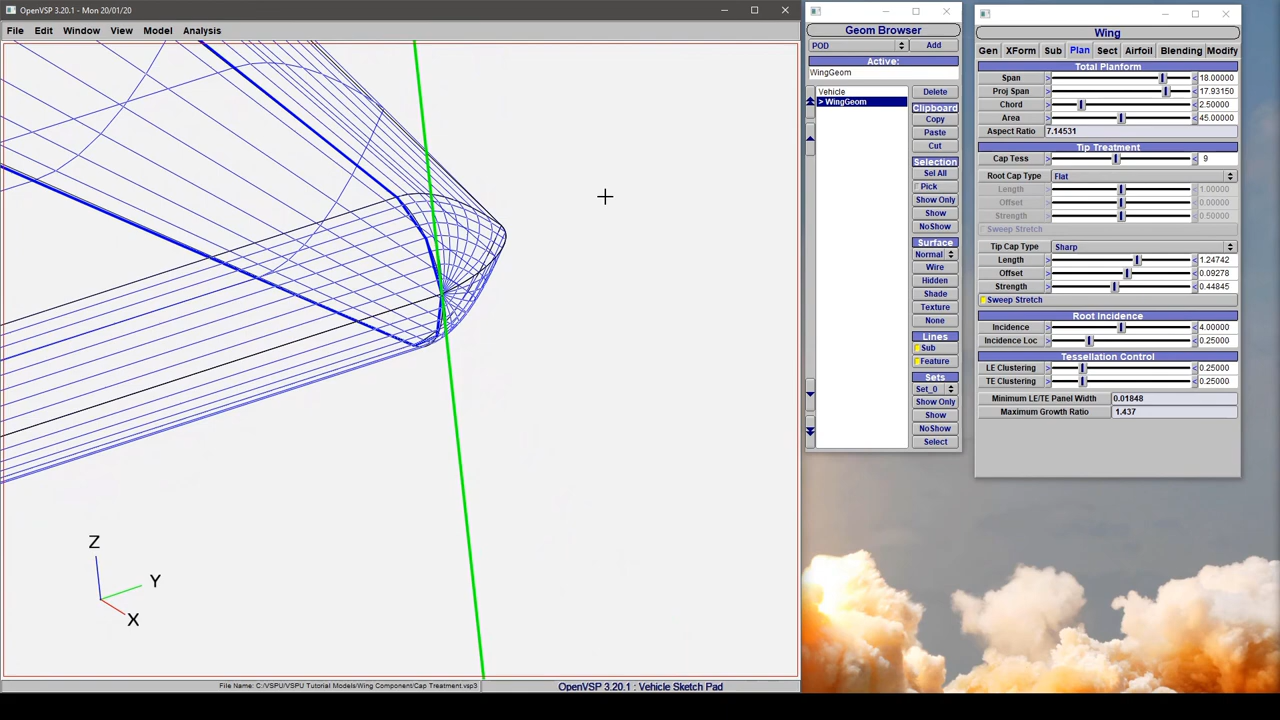 OpenVSP 3.20.1 - Mon 20/01/20
File Edit Window View Model Analysis
Z
Y
X
File Name: C:/VSPU/VSPU Tutorial Models/Wing Component/Cap Treatment.vsp3
OpenVSP 3.20.1 : Vehicle Sketch Pad
Geom Browser
POD Add
Active:
WingGeom
Vehicle
> WingGeom
Delete
Clipboard
Copy
Paste
Cut
Selection
Sel All
Pick
Show Only
Show
NoShow
Surface
Normal
Wire
Hidden
Shade
Texture
None
Lines
Sub
Feature
Sets
Set_0
Show Only
Show
NoShow
Select
Wing
Gen XForm Sub Plan Sect Airfoil Blending Modify
Total Planform
Span > < 18.00000
Proj Span > < 17.93150
Chord > < 2.50000
Area > < 45.00000
Aspect Ratio 7.14531
Tip Treatment
Cap Tess > < 9
Root Cap Type Flat
Length > < 1.00000
Offset > < 0.00000
Strength > < 0.50000
Sweep Stretch
Tip Cap Type Sharp
Length > < 1.24742
Offset > < 0.09278
Strength > < 0.44845
Sweep Stretch
Root Incidence
Incidence > < 4.00000
Incidence Loc > < 0.25000
Tessellation Control
LE Clustering > < 0.25000
TE Clustering > < 0.25000
Minimum LE/TE Panel Width 0.01848
Maximum Growth Ratio 1.437